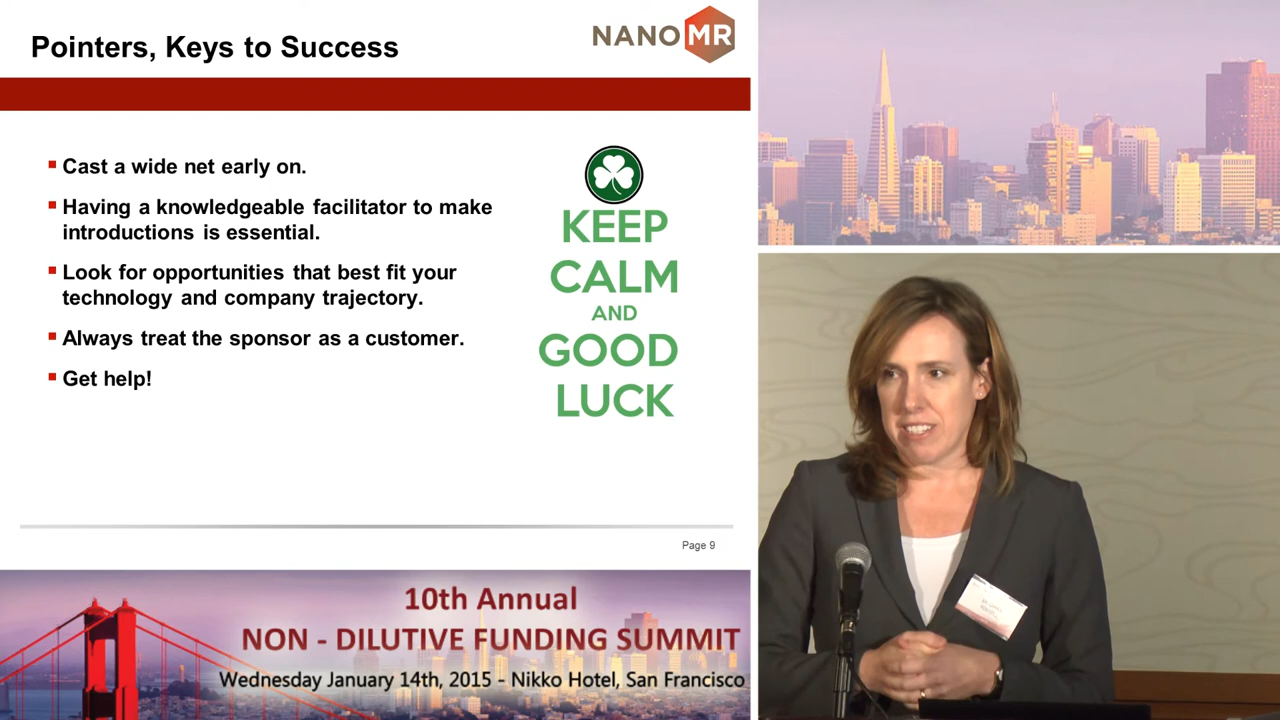 Pointers, Keys to Success
NANOMR
Cast a wide net early on.
Having a knowledgeable facilitator to make
introductions is essential.
Look for opportunities that best fit your
technology and company trajectory.
Always treat the sponsor as a customer.
Get help!
KEEP
CALM
AND
GOOD
LUCK
Page 9
10th Annual
NON - DILUTIVE FUNDING SUMMIT
Wednesday January 14th, 2015 - Nikko Hotel, San Francisco